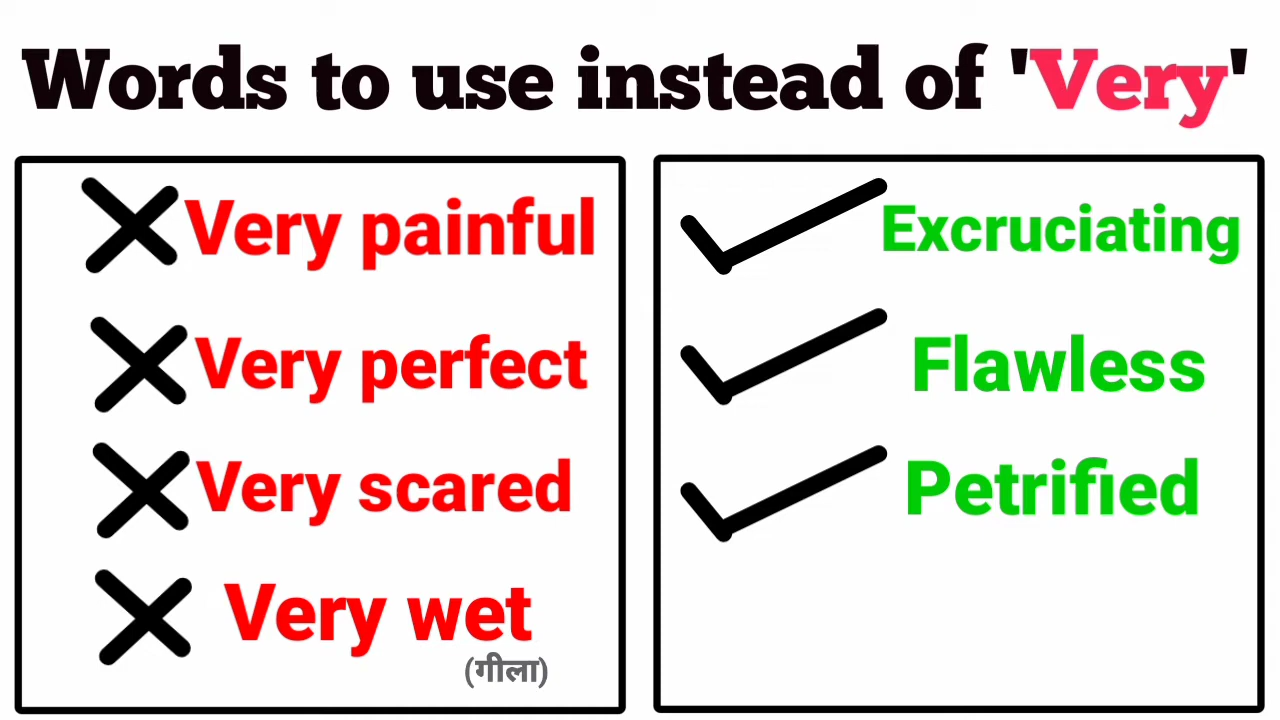 Words to use instead of 'Very'
Very painful
Excruciating
Very perfect
Flawless
Very scared
Petrified
Very wet
(गीला)